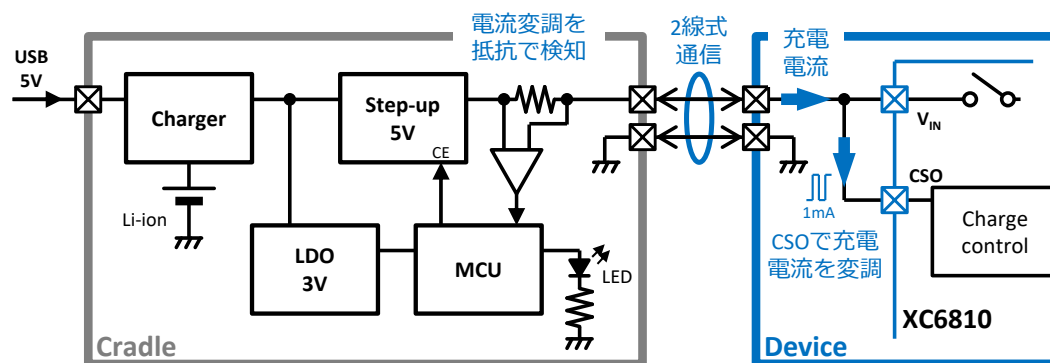 電流変調を
抵抗で検知
2線式
通信
充電
電流
USB
5V
Charger
Step-up
5V
CE
V_IN
Li-ion
CSO
1mA
Charge
control
LDO
3V
MCU
LED
CSOで充電
電流を変調
XC6810
Cradle
Device